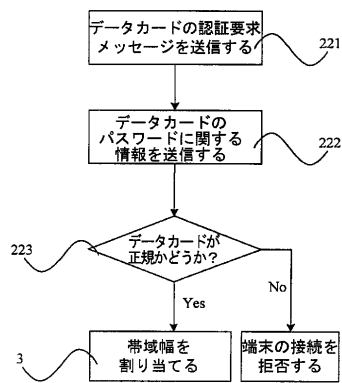 データカードの認証要求
メッセージを送信する
221
データカードの
パスワードに関する
情報を送信する
222
データカードが
正規かどうか？
223
Yes
No
帯域幅を
割り当てる
3
端末の接続を
拒否する